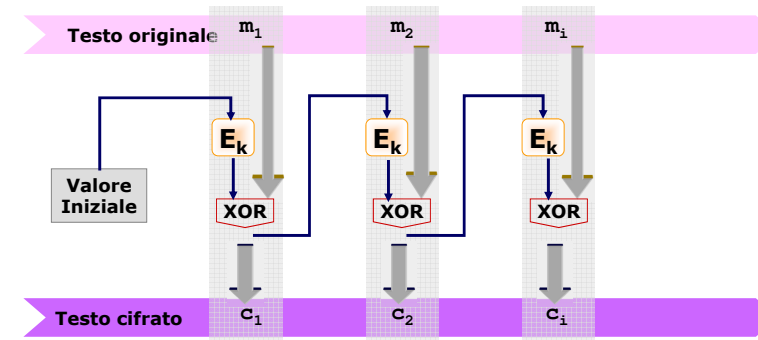 Testo originale m1 m2 mi
Ek Ek Ek
Valore
Iniziale
XOR XOR XOR
Testo cifrato c1 c2 ci